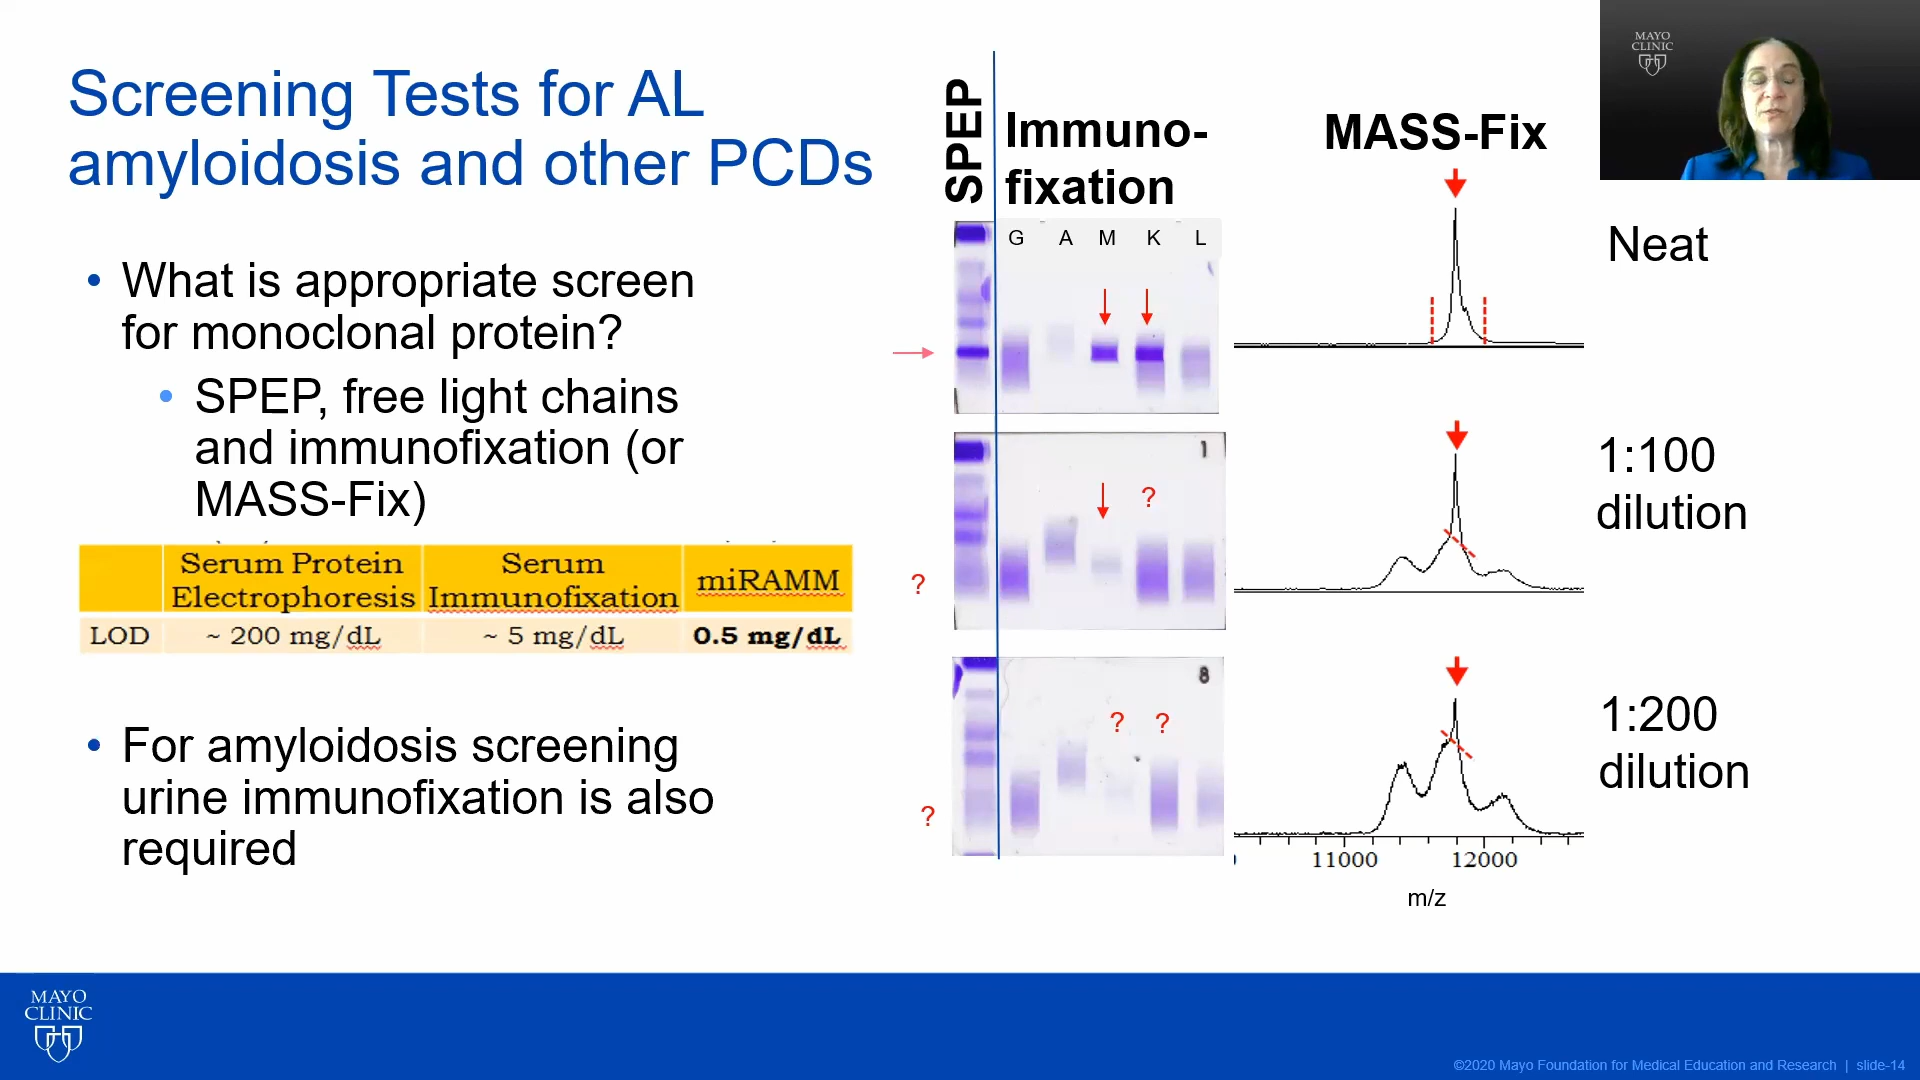 Screening Tests for AL
amyloidosis and other PCDs
• What is appropriate screen
for monoclonal protein?
• SPEP, free light chains
and immunofixation (or
MASS-Fix)
Serum Protein Electrophoresis Serum Immunofixation miRAMM
LOD ~ 200 mg/dL ~ 5 mg/dL 0.5 mg/dL
• For amyloidosis screening
urine immunofixation is also
required
SPEP
Immuno-
fixation
MASS-Fix
G A M K L
Neat
1
?
?
1:100
dilution
8
? ?
?
1:200
dilution
11000 12000
m/z
MAYO
CLINIC
MAYO
CLINIC
©2020 Mayo Foundation for Medical Education and Research | slide-14